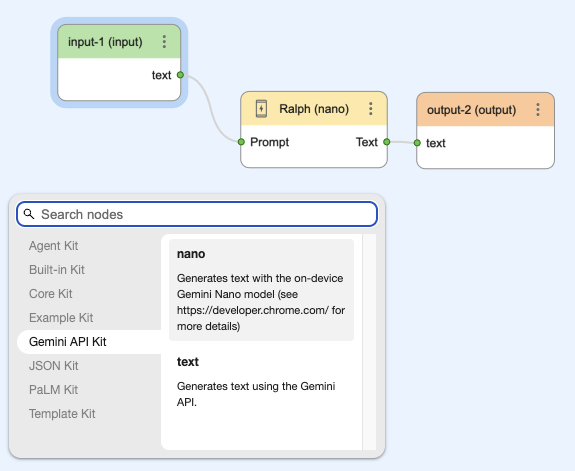 input-1 (input)
text
Ralph (nano)
Prompt
Text
output-2 (output)
text
Search nodes
Agent Kit
Built-in Kit
Core Kit
Example Kit
Gemini API Kit
JSON Kit
PaLM Kit
Template Kit
nano
Generates text with the on-device
Gemini Nano model (see
https://developer.chrome.com/ for
more details)
text
Generates text using the Gemini
API.